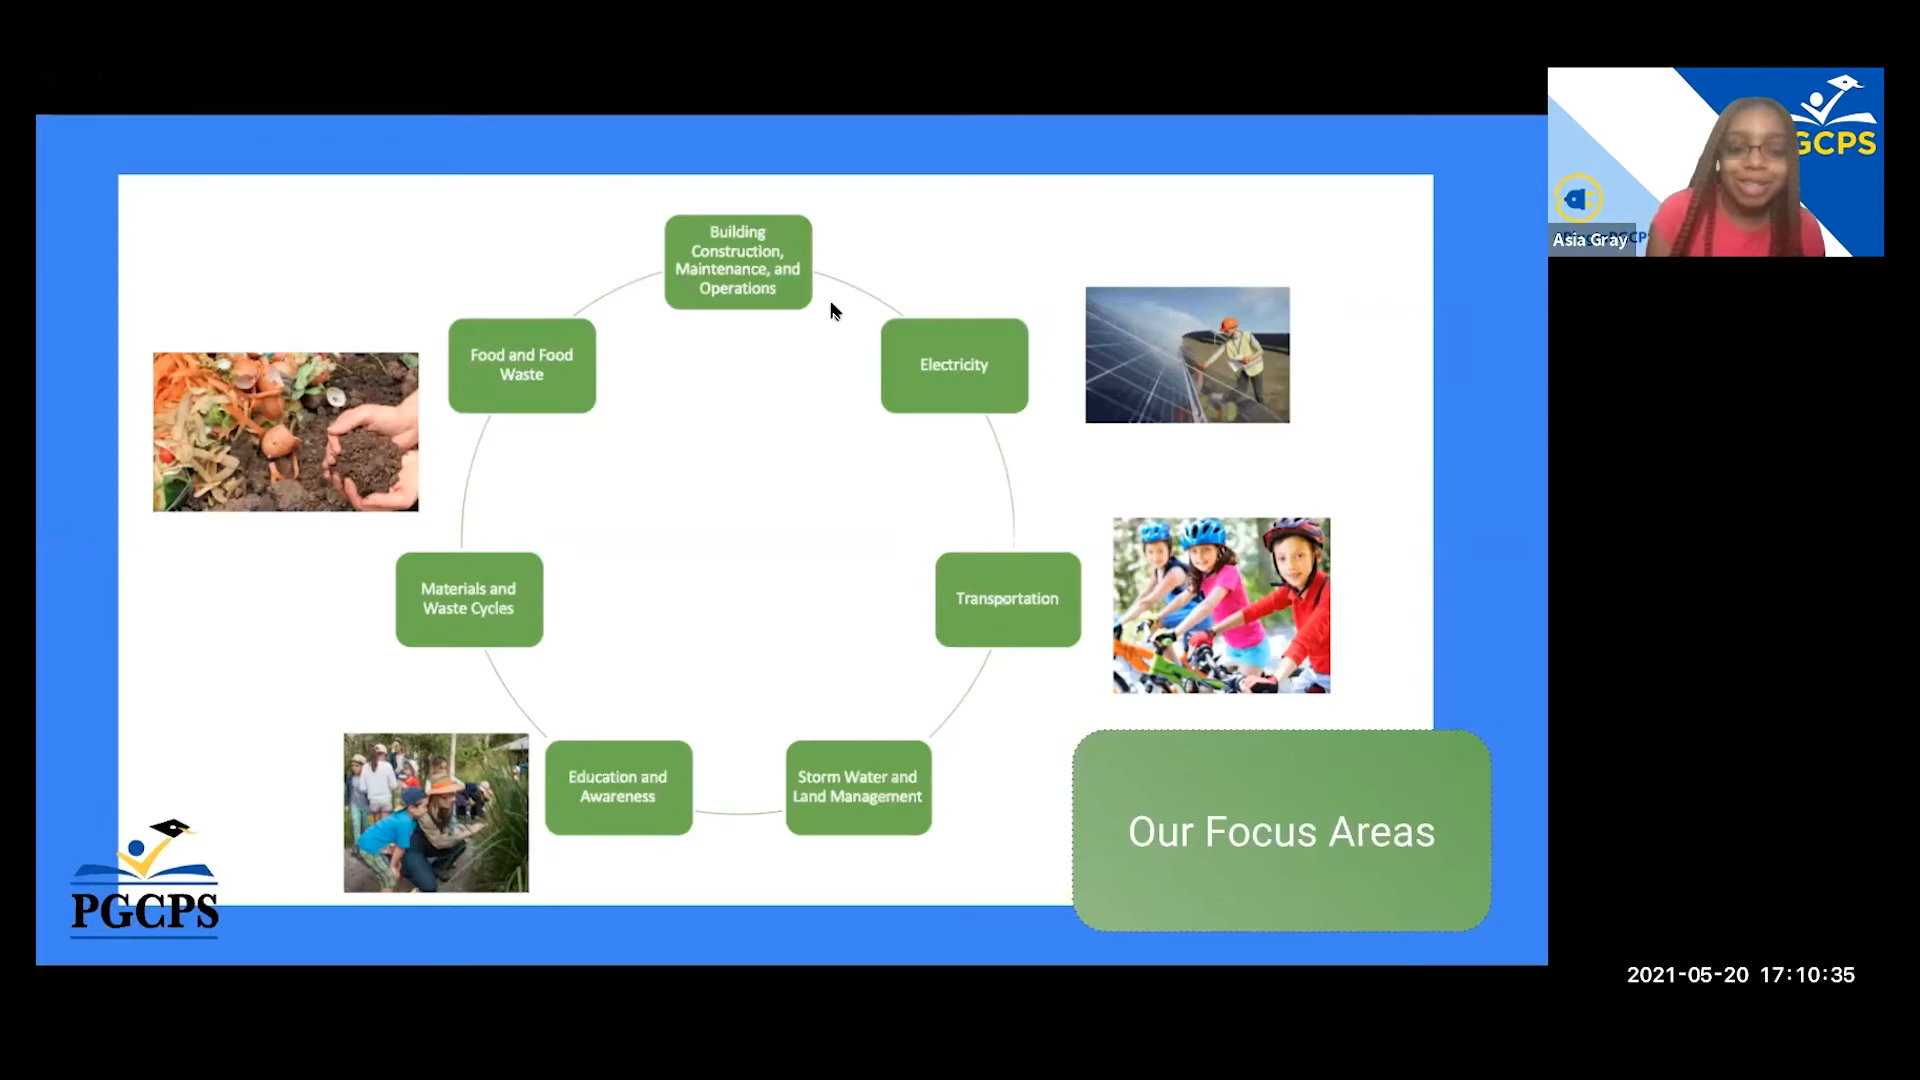 Building
Construction,
Maintenance, and
Operations
Food and Food
Waste
Electricity
Materials and
Waste Cycles
Transportation
Education and
Awareness
Storm Water and
Land Management
Our Focus Areas
PGCPS
GCPS
Asia Gray
2021-05-20 17:10:35